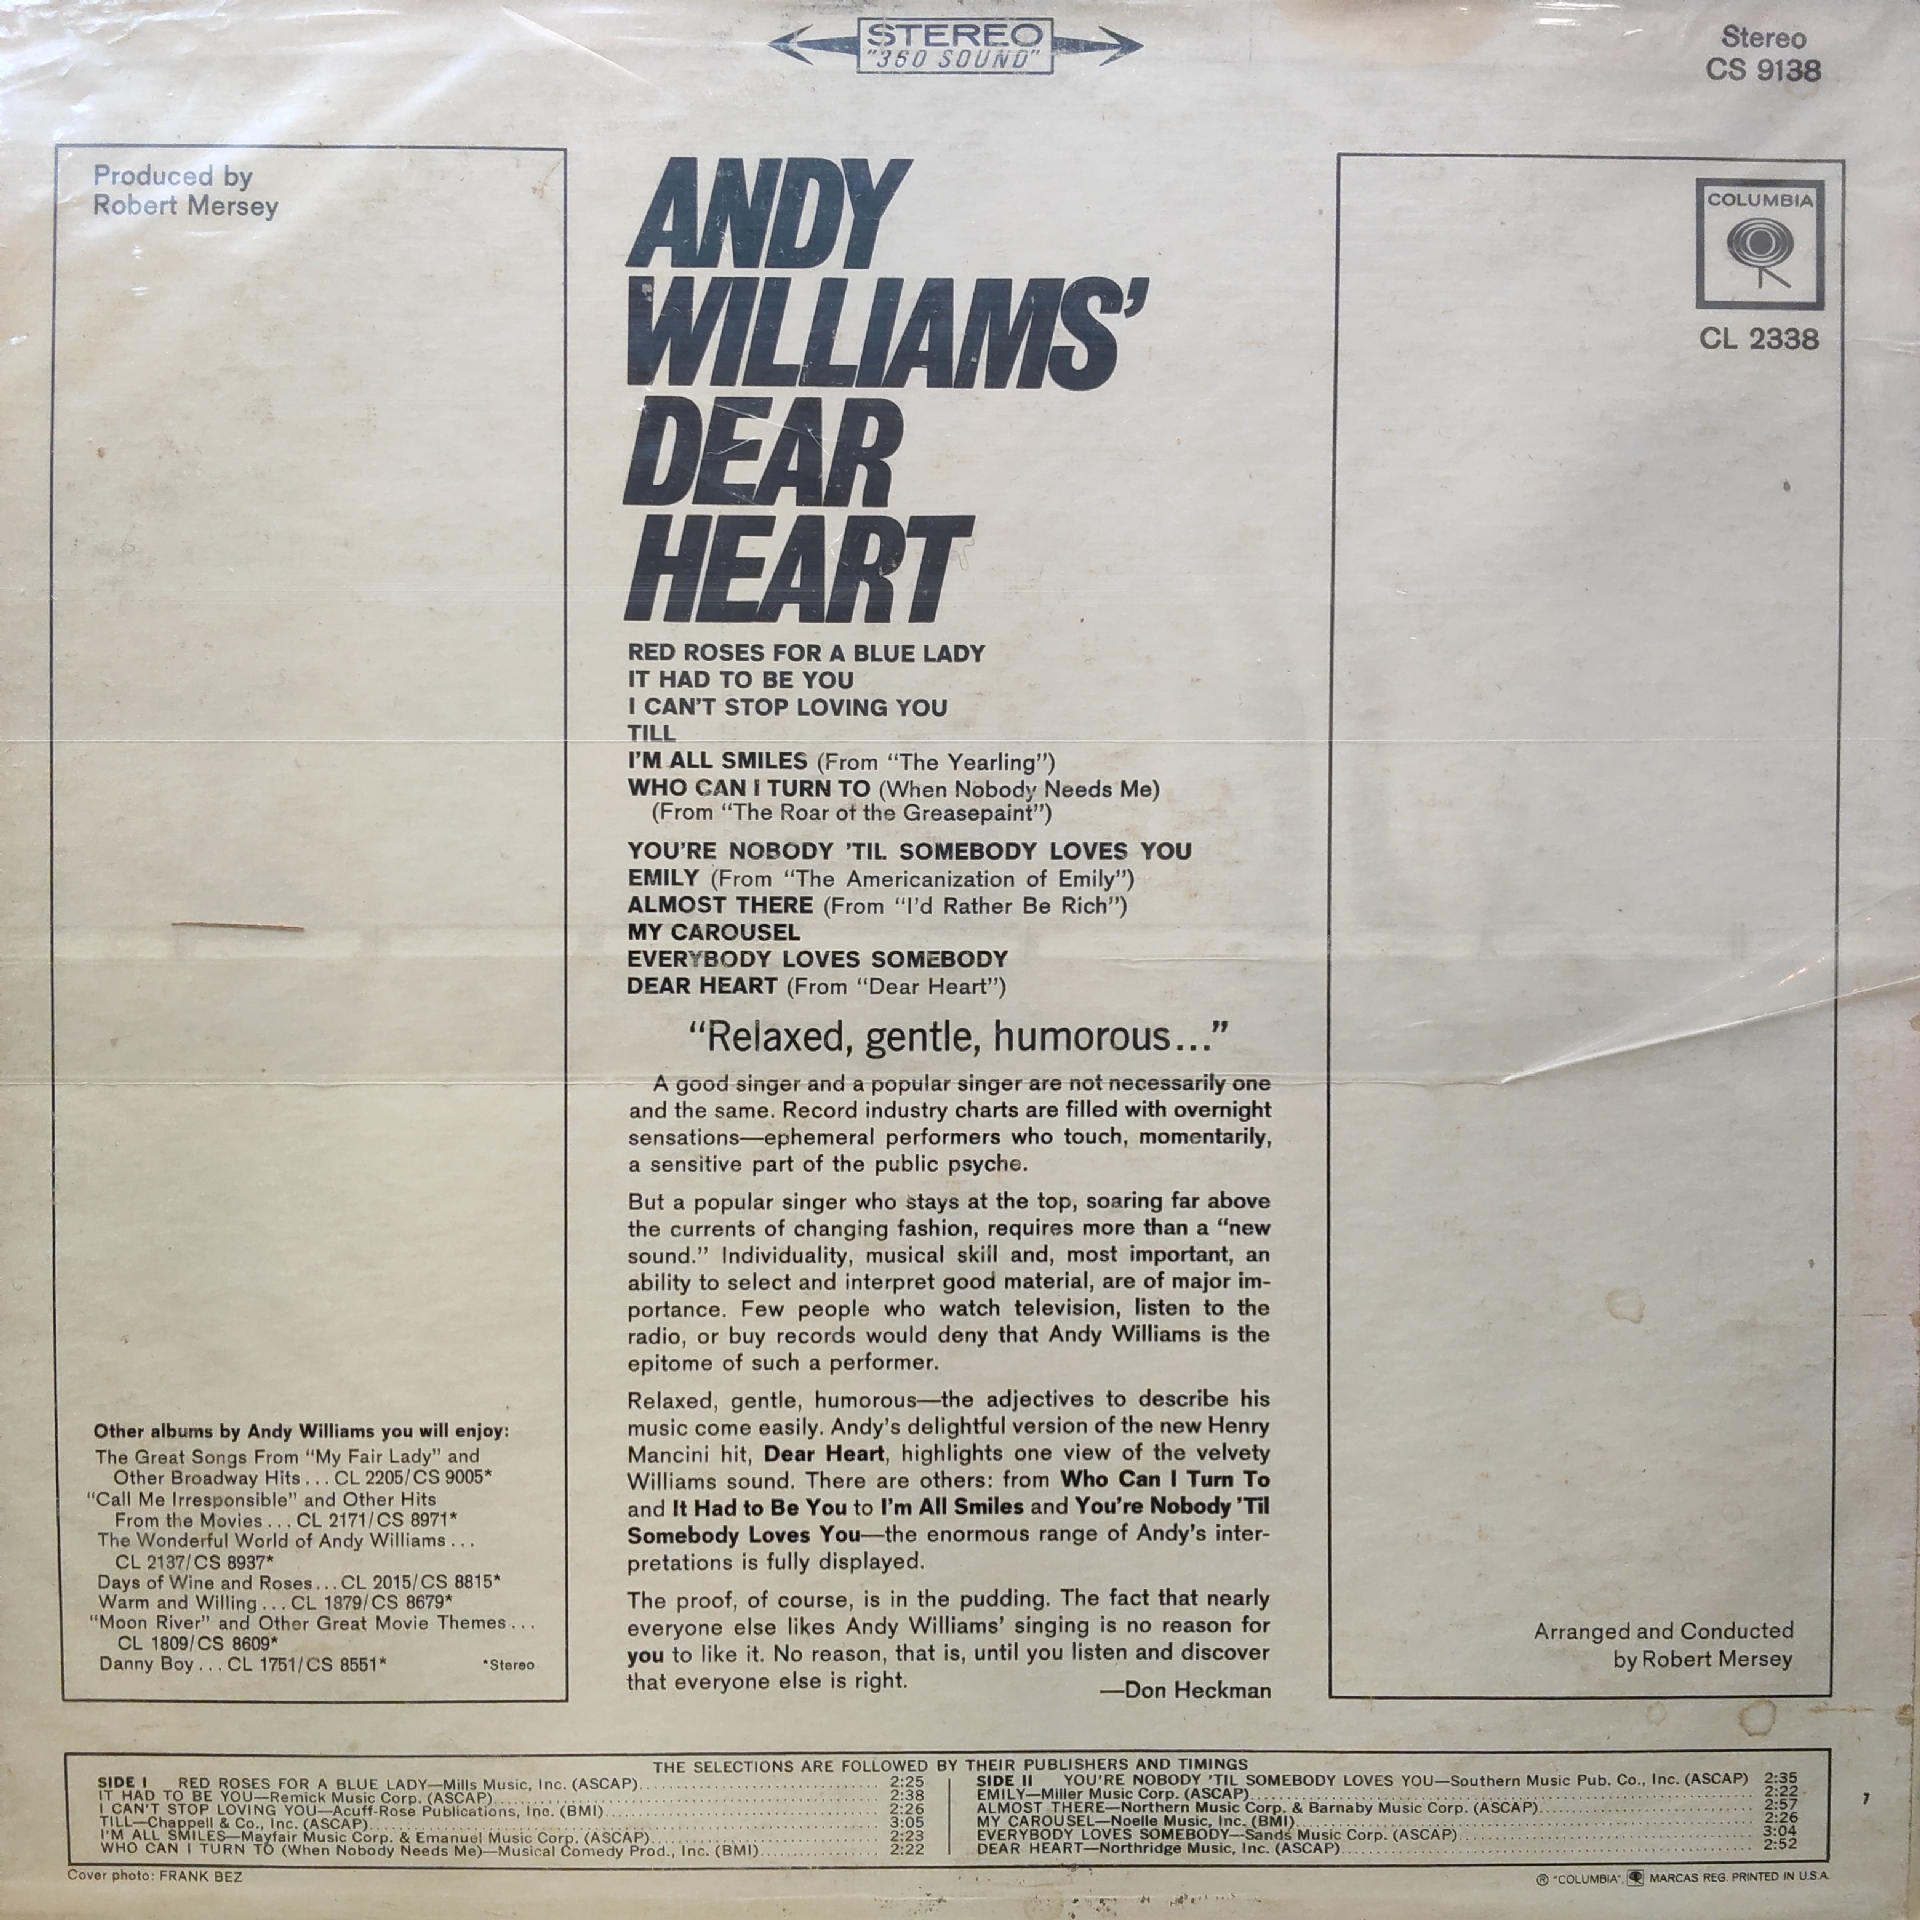 STEREO
"360 SOUND"
Stereo
CS 9138
Produced by
Robert Mersey
ANDY
WILLIAMS'
DEAR
HEART
COLUMBIA
CL 2338
RED ROSES FOR A BLUE LADY
IT HAD TO BE YOU
I CAN'T STOP LOVING YOU
TILL
I'M ALL SMILES (From "The Yearling")
WHO CAN I TURN TO (When Nobody Needs Me)
(From "The Roar of the Greasepaint")
YOU'RE NOBODY 'TIL SOMEBODY LOVES YOU
EMILY (From "The Americanization of Emily")
ALMOST THERE (From "I'd Rather Be Rich")
MY CAROUSEL
EVERYBODY LOVES SOMEBODY
DEAR HEART (From "Dear Heart")
"Relaxed, gentle, humorous..."
A good singer and a popular singer are not necessarily one
and the same. Record industry charts are filled with overnight
sensations—ephemeral performers who touch, momentarily,
a sensitive part of the public psyche.
But a popular singer who stays at the top, soaring far above
the currents of changing fashion, requires more than a "new
sound." Individuality, musical skill and, most important, an
ability to select and interpret good material, are of major im-
portance. Few people who watch television, listen to the
radio, or buy records would deny that Andy Williams is the
epitome of such a performer.
Relaxed, gentle, humorous—the adjectives to describe his
music come easily. Andy's delightful version of the new Henry
Mancini hit, Dear Heart, highlights one view of the velvety
Williams sound. There are others: from Who Can I Turn To
and It Had to Be You to I'm All Smiles and You're Nobody 'Til
Somebody Loves You—the enormous range of Andy's inter-
pretations is fully displayed.
The proof, of course, is in the pudding. The fact that nearly
everyone else likes Andy Williams' singing is no reason for
you to like it. No reason, that is, until you listen and discover
that everyone else is right.
—Don Heckman
Other albums by Andy Williams you will enjoy:
The Great Songs From "My Fair Lady" and
Other Broadway Hits... CL 2205/CS 9005*
"Call Me Irresponsible" and Other Hits
From the Movies... CL 2171/CS 8971*
The Wonderful World of Andy Williams...
CL 2137/CS 8937*
Days of Wine and Roses... CL 2015/CS 8815*
Warm and Willing... CL 1879/CS 8679*
"Moon River" and Other Great Movie Themes...
CL 1809/CS 8609*
Danny Boy... CL 1751/CS 8551* *Stereo
Arranged and Conducted
by Robert Mersey
THE SELECTIONS ARE FOLLOWED BY THEIR PUBLISHERS AND TIMINGS
SIDE I RED ROSES FOR A BLUE LADY—Mills Music, Inc. (ASCAP) 2:25
IT HAD TO BE YOU—Remick Music Corp. (ASCAP) 2:38
I CAN'T STOP LOVING YOU—Acuff-Rose Publications, Inc. (BMI) 2:26
TILL—Chappell & Co., Inc. (ASCAP) 3:05
I'M ALL SMILES—Mayfair Music Corp. & Emanuel Music Corp. (ASCAP) 2:23
WHO CAN I TURN TO (When Nobody Needs Me)—Musical Comedy Prod., Inc. (BMI) 2:22
SIDE II YOU'RE NOBODY 'TIL SOMEBODY LOVES YOU—Southern Music Pub. Co., Inc. (ASCAP) 2:35
EMILY—Miller Music Corp. (ASCAP) 2:22
ALMOST THERE—Northern Music Corp. & Barnaby Music Corp. (ASCAP) 2:57
MY CAROUSEL—Noelle Music, Inc. (BMI) 2:26
EVERYBODY LOVES SOMEBODY—Sands Music Corp. (ASCAP) 3:04
DEAR HEART—Northridge Music, Inc. (ASCAP) 2:52
7
Cover photo: FRANK BEZ
® "COLUMBIA", MARCAS REG. PRINTED IN U.S.A.